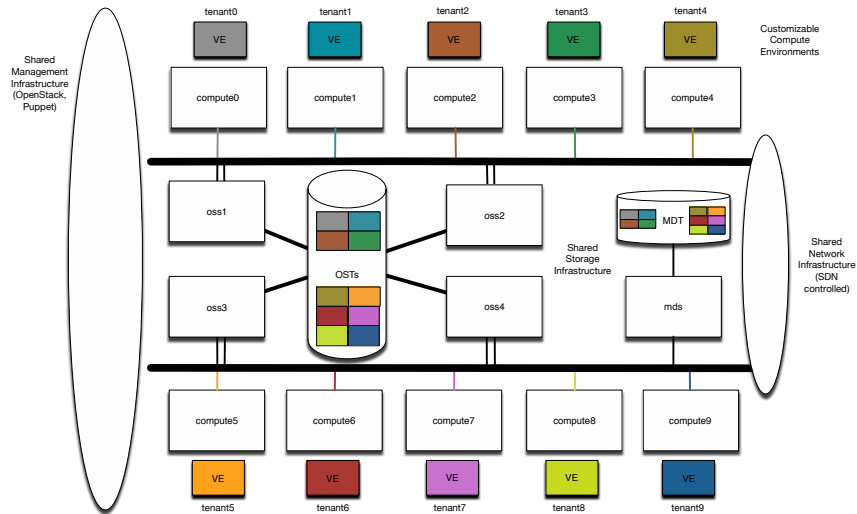 tenant0
tenant1
tenant2
tenant3
tenant4
VE
VE
VE
VE
VE
Customizable
Compute
Environments
Shared
Management
Infrastructure
(OpenStack,
Puppet)
compute0
compute1
compute2
compute3
compute4
oss1
oss2
MDT
OSTs
Shared
Storage
Infrastructure
Shared
Network
Infrastructure
(SDN
controlled)
oss3
oss4
mds
compute5
compute6
compute7
compute8
compute9
VE
VE
VE
VE
VE
tenant5
tenant6
tenant7
tenant8
tenant9